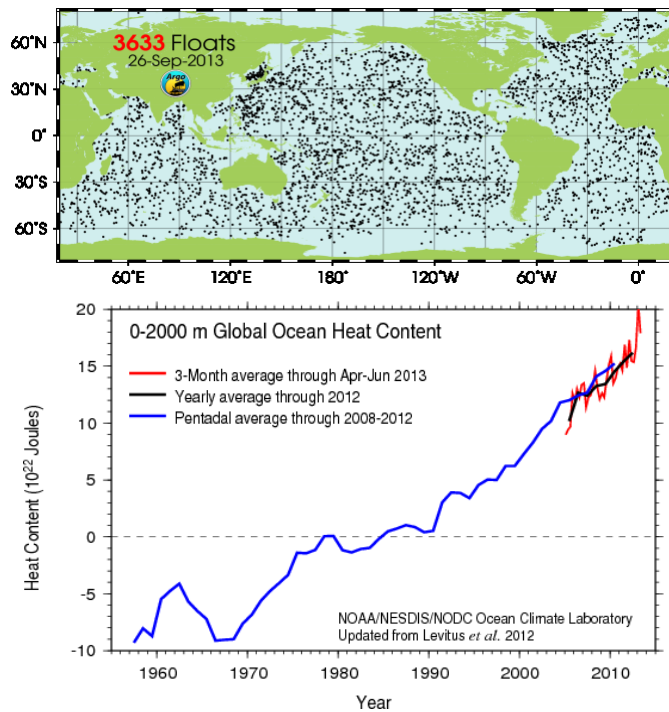 3633 Floats
26-Sep-2013
Argo
60°N
30°N
0°
30°S
60°S
60°E 120°E 180° 120°W 60°W 0°
0-2000 m Global Ocean Heat Content
3-Month average through Apr-Jun 2013
Yearly average through 2012
Pentadal average through 2008-2012
20
15
10
5
0
-5
-10
Heat Content (10²² Joules)
NOAA/NESDIS/NODC Ocean Climate Laboratory
Updated from Levitus et al. 2012
1960 1970 1980 1990 2000 2010
Year